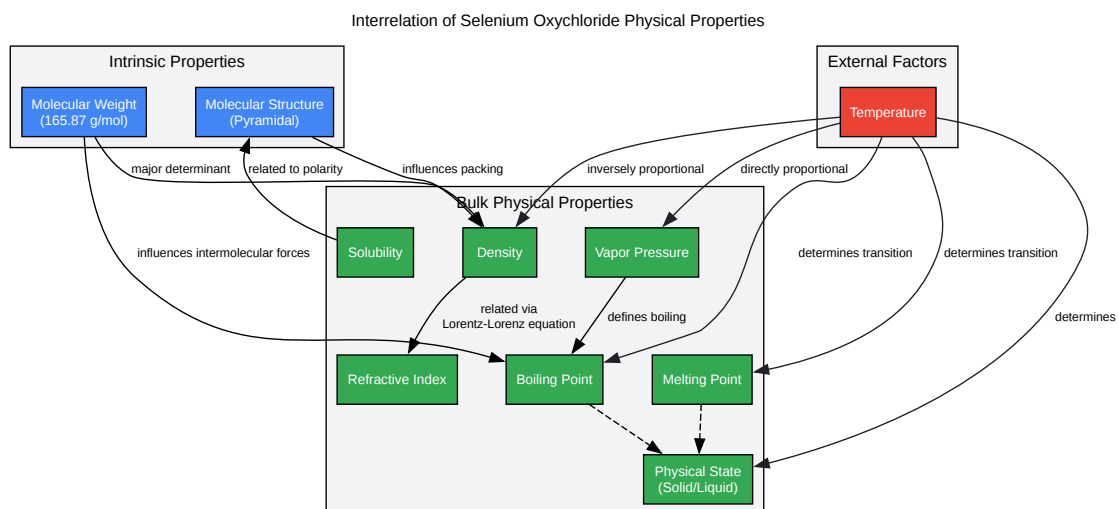 Interrelation of Selenium Oxychloride Physical Properties
Intrinsic Properties
External Factors
Molecular Weight
(165.87 g/mol)
Molecular Structure
(Pyramidal)
Temperature
major determinant
related to polarity
influences packing
inversely proportional
directly proportional
Bulk Physical Properties
Solubility
Density
Vapor Pressure
influences intermolecular forces
determines transition
determines transition
related via
Lorentz-Lorenz equation
defines boiling
determines
Refractive Index
Boiling Point
Melting Point
Physical State
(Solid/Liquid)